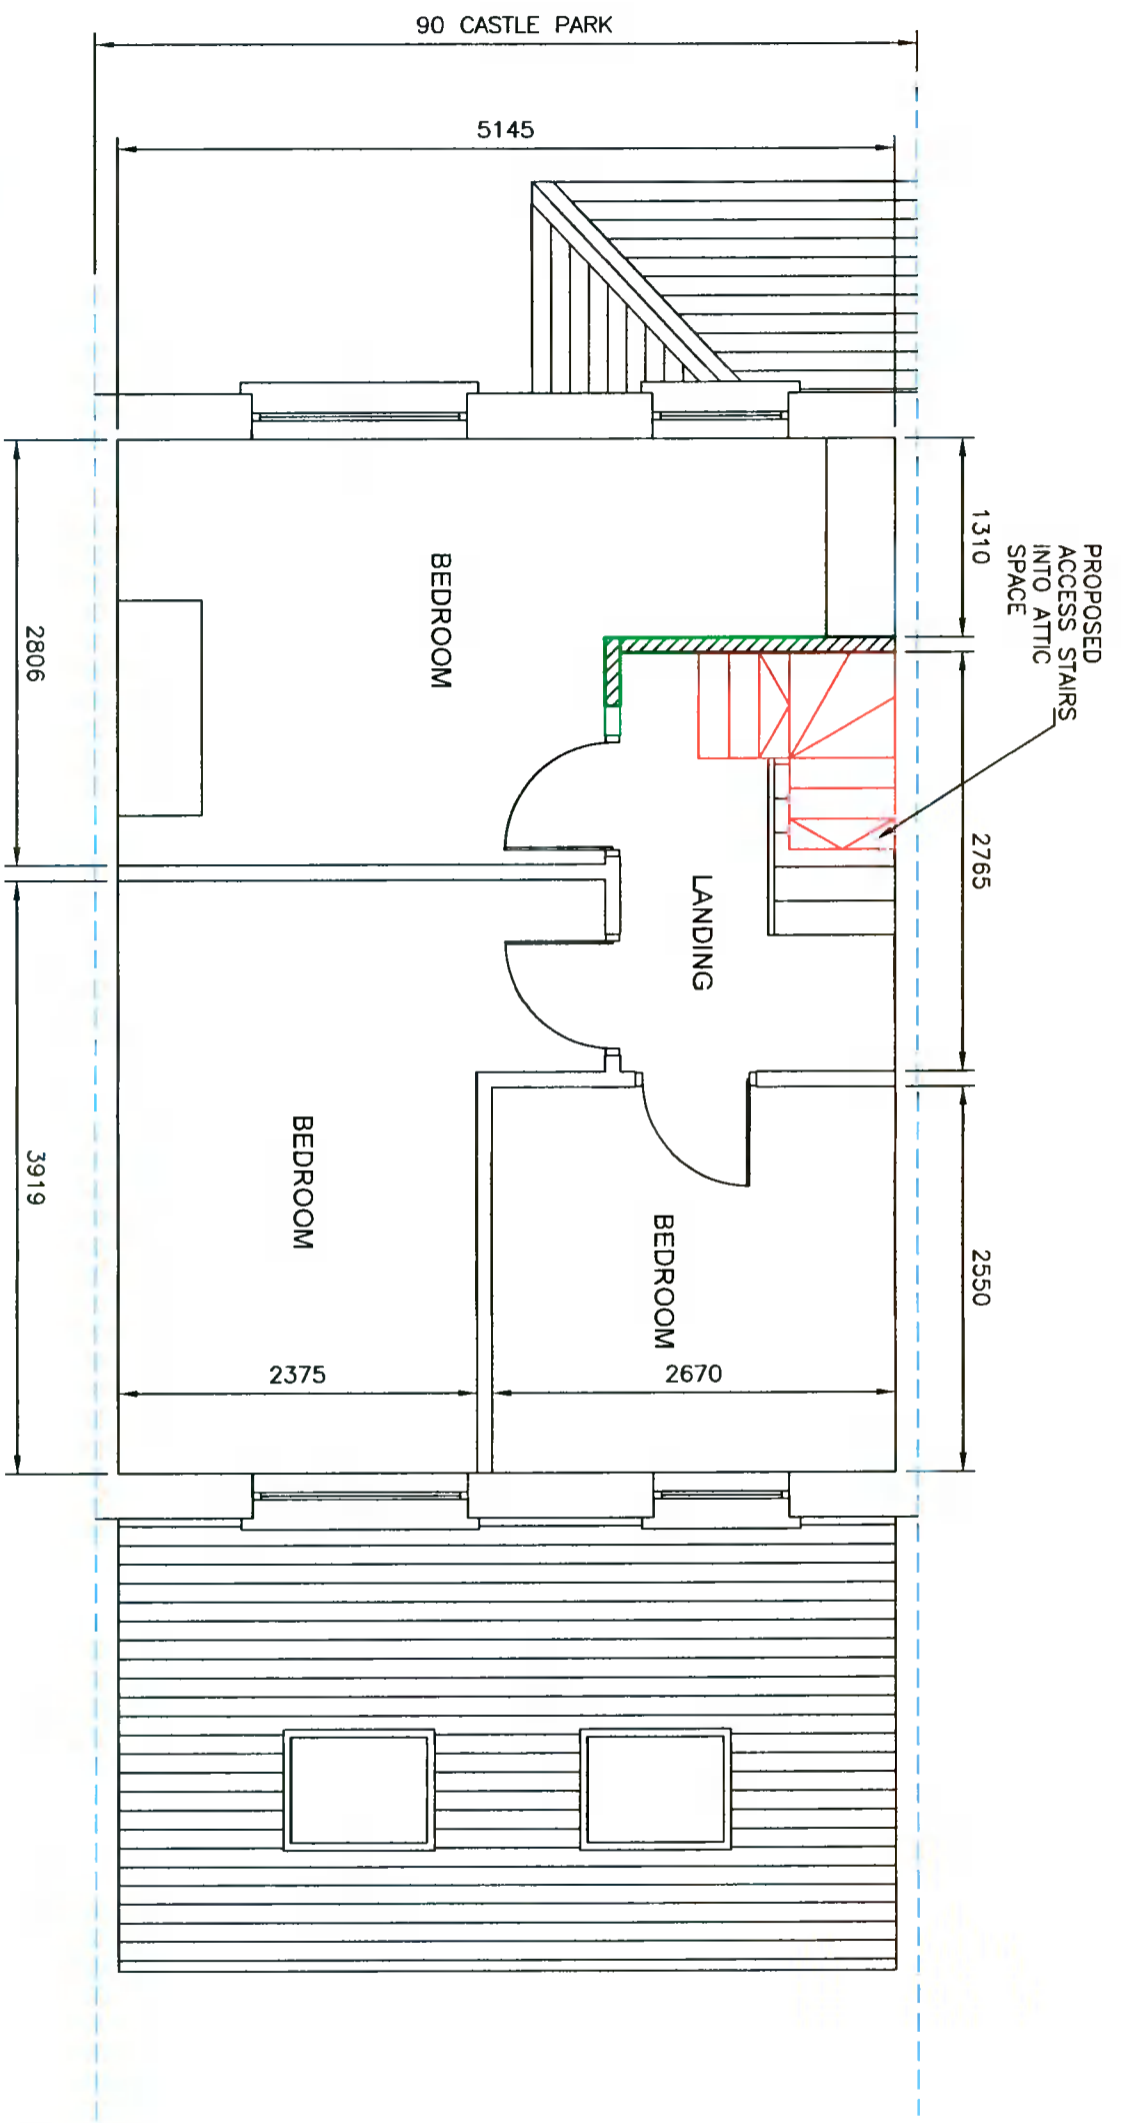 90 CASTLE PARK
5145
PROPOSED
ACCESS STAIRS
INTO ATTIC
SPACE
1310
2765
2550
BEDROOM
LANDING
BEDROOM
BEDROOM
2670
2375
2806
3919